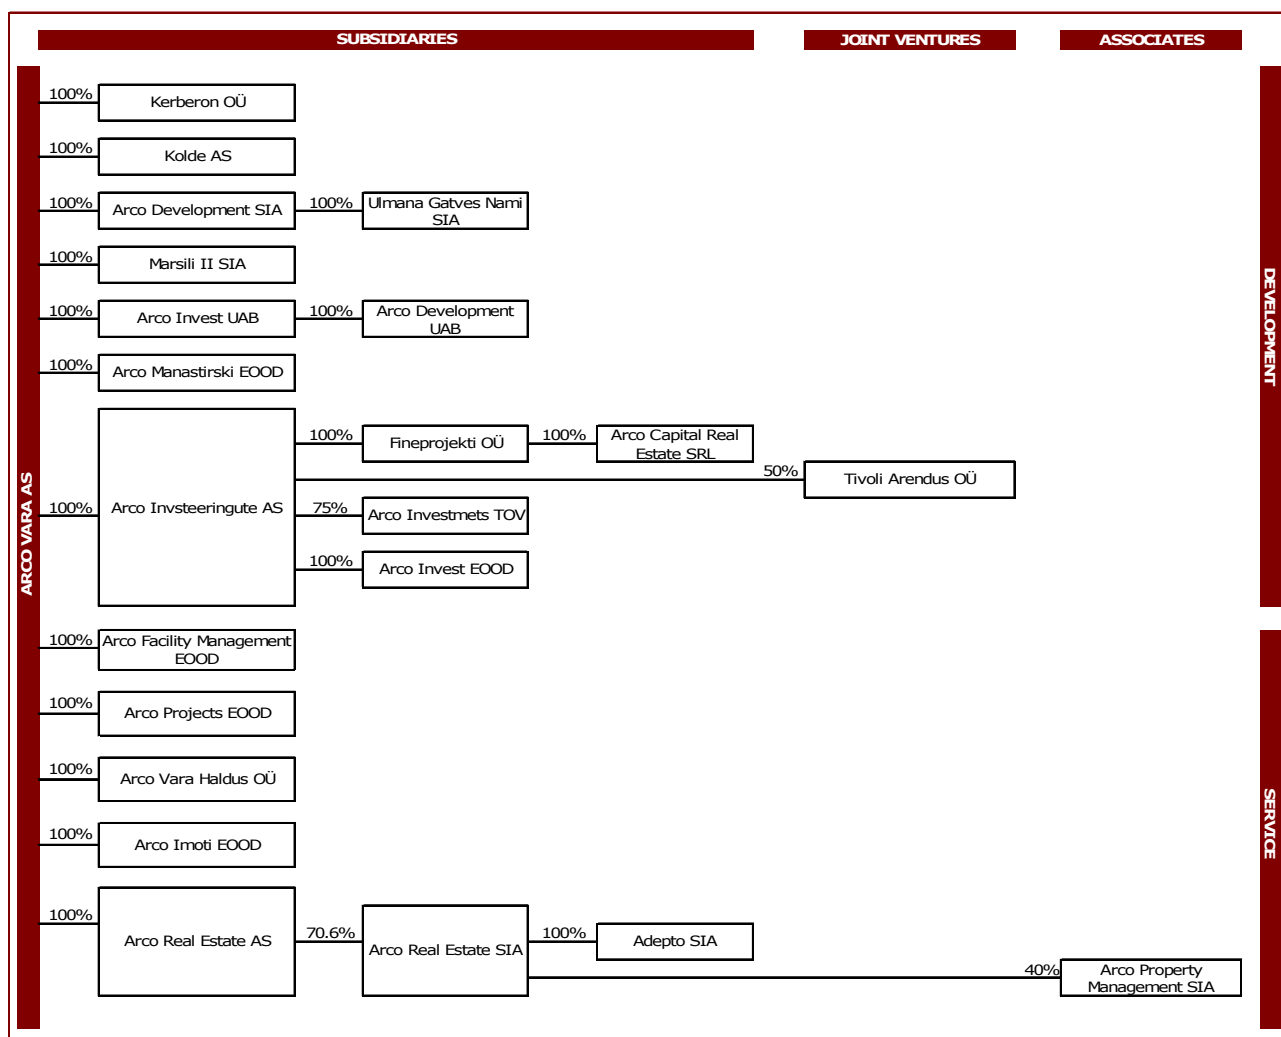 SUBSIDIARIES
JOINT VENTURES
ASSOCIATES
ARCO VARA AS
DEVELOPMENT
100%
Kerberon OÜ
100%
Kolde AS
100%
Arco Development SIA
100%
Ulmana Gatves Nami
SIA
100%
Marsili II SIA
100%
Arco Invest UAB
100%
Arco Development
UAB
100%
Arco Manastirski EOOD
100%
Arco Invsteeringute AS
100%
Fineprojekti OÜ
100%
Arco Capital Real
Estate SRL
50%
Tivoli Arendus OÜ
75%
Arco Investmets TOV
100%
Arco Invest EOOD
SERVICE
100%
Arco Facility Management
EOOD
100%
Arco Projects EOOD
100%
Arco Vara Haldus OÜ
100%
Arco Imoti EOOD
100%
Arco Real Estate AS
70.6%
Arco Real Estate SIA
100%
Adepto SIA
40%
Arco Property
Management SIA